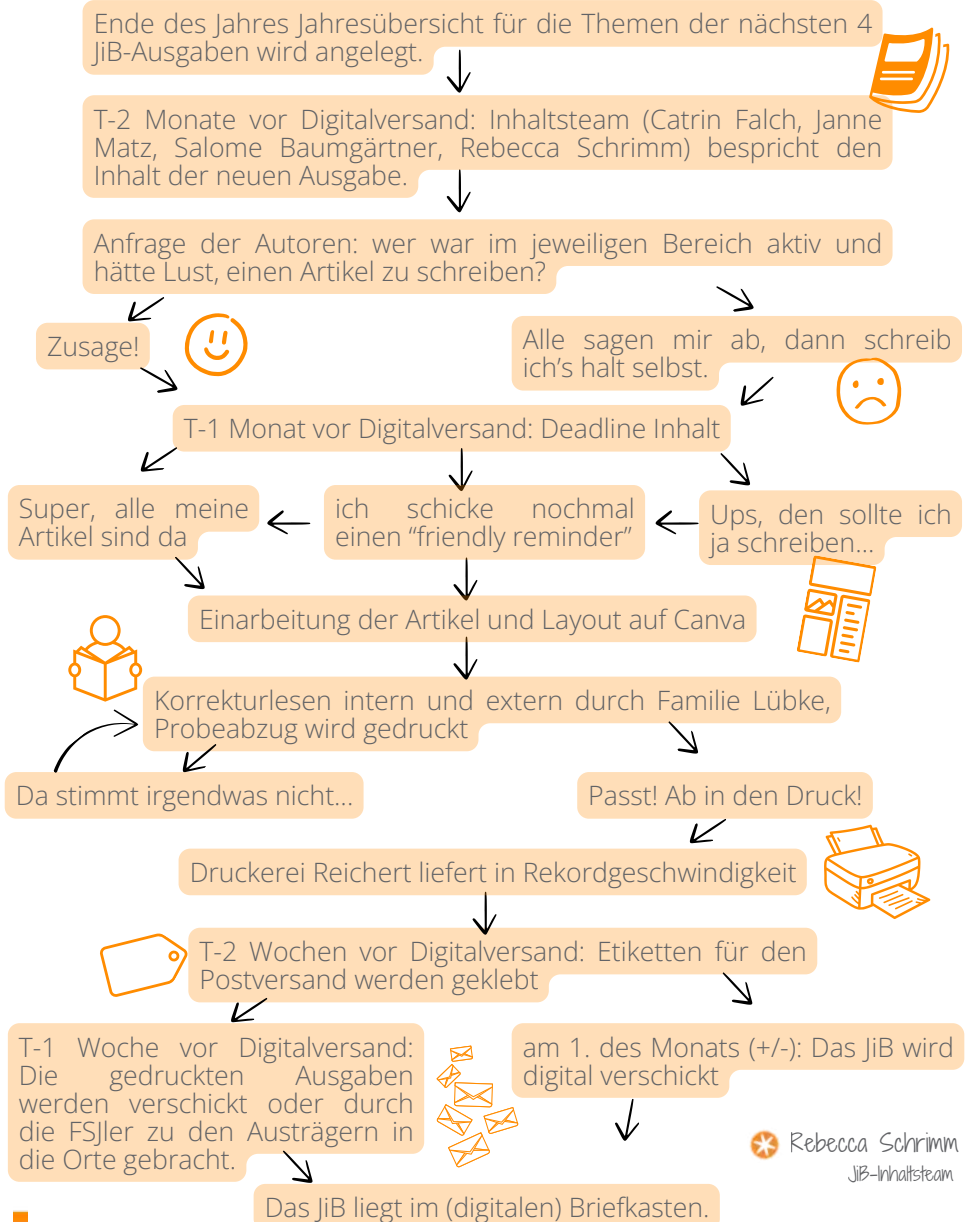 Ende des Jahres Jahresübersicht für die Themen der nächsten 4
JiB-Ausgaben wird angelegt.
T-2 Monate vor Digitalversand: Inhaltsteam (Catrin Falch, Janne
Matz, Salome Baumgärtner, Rebecca Schrimm) bespricht den
Inhalt der neuen Ausgabe.
Anfrage der Autoren: wer war im jeweiligen Bereich aktiv und
hätte Lust, einen Artikel zu schreiben?
Zusage!
Alle sagen mir ab, dann schreib
ich's halt selbst.
T-1 Monat vor Digitalversand: Deadline Inhalt
Super, alle meine
Artikel sind da
ich schicke nochmal
einen “friendly reminder”
Ups, den sollte ich
ja schreiben...
Einarbeitung der Artikel und Layout auf Canva
Korrekturlesen intern und extern durch Familie Lübke,
Probeabzug wird gedruckt
Da stimmt irgendwas nicht...
Passt! Ab in den Druck!
Druckerei Reichert liefert in Rekordgeschwindigkeit
T-2 Wochen vor Digitalversand: Etiketten für den
Postversand werden geklebt
T-1 Woche vor Digitalversand:
Die gedruckten Ausgaben
werden verschickt oder durch
die FSJler zu den Austrägern in
die Orte gebracht.
am 1. des Monats (+/-): Das JiB wird
digital verschickt
Rebecca Schrimm
JiB-Inhaltsteam
Das JiB liegt im (digitalen) Briefkasten.